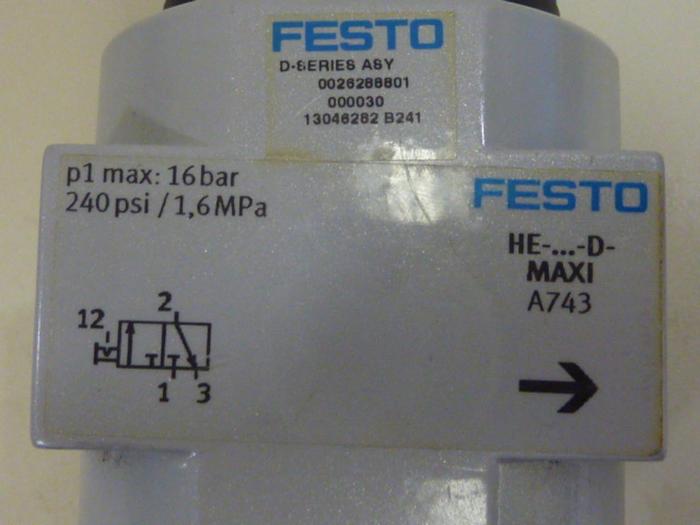 FESTO
D-SERIES ASY
0026288801
000030
13046282 B241
p1 max: 16 bar
240 psi / 1,6 MPa
FESTO
HE-...-D-
MAXI
A743
12
2
1 3